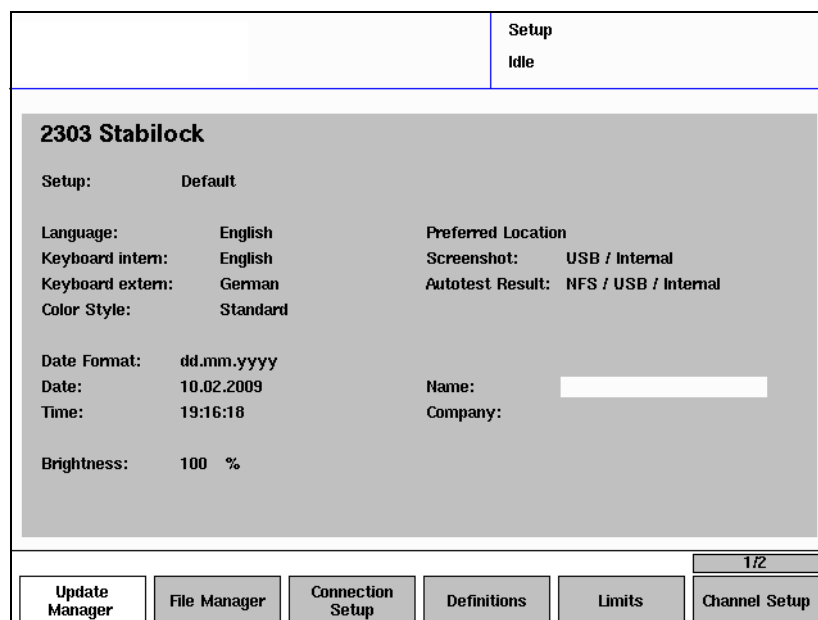 Setup
Idle
2303 Stabilock
Setup: Default
Language: English
Keyboard intern: English
Keyboard extern: German
Color Style: Standard
Preferred Location
Screenshot: USB / Internal
Autotest Result: NFS / USB / Internal
Date Format: dd.mm.yyyy
Date: 10.02.2009
Time: 19:16:18
Name:
Company:
Brightness: 100 %
1/2
Update
Manager
File Manager
Connection
Setup
Definitions
Limits
Channel Setup